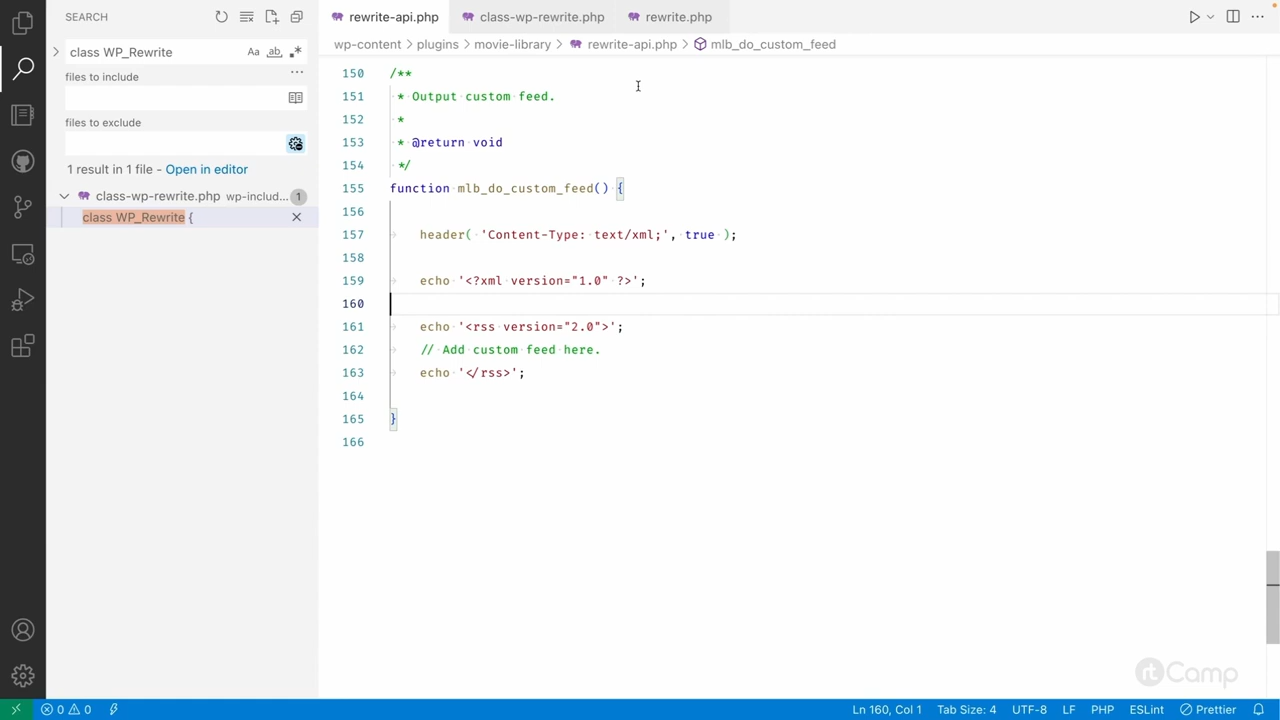 SEARCH
class WP_Rewrite
Aa
ab
files to include
...
files to exclude
1 result in 1 file - Open in editor
class-wp-rewrite.php wp-includ... 1
class WP_Rewrite {
rewrite-api.php
class-wp-rewrite.php
rewrite.php
wp-content > plugins > movie-library > rewrite-api.php > mlb_do_custom_feed
150 /**
151 * Output custom feed.
152 *
153 * @return void
154 */
155 function mlb_do_custom_feed() {
156
157 header( 'Content-Type: text/xml;', true );
158
159 echo '<?xml version="1.0" ?>';
160
161 echo '<rss version="2.0">';
162 // Add custom feed here.
163 echo '</rss>';
164
165 }
166
rtCamp
0 0
Ln 160, Col 1
Tab Size: 4
UTF-8
LF
PHP
ESLint
Prettier